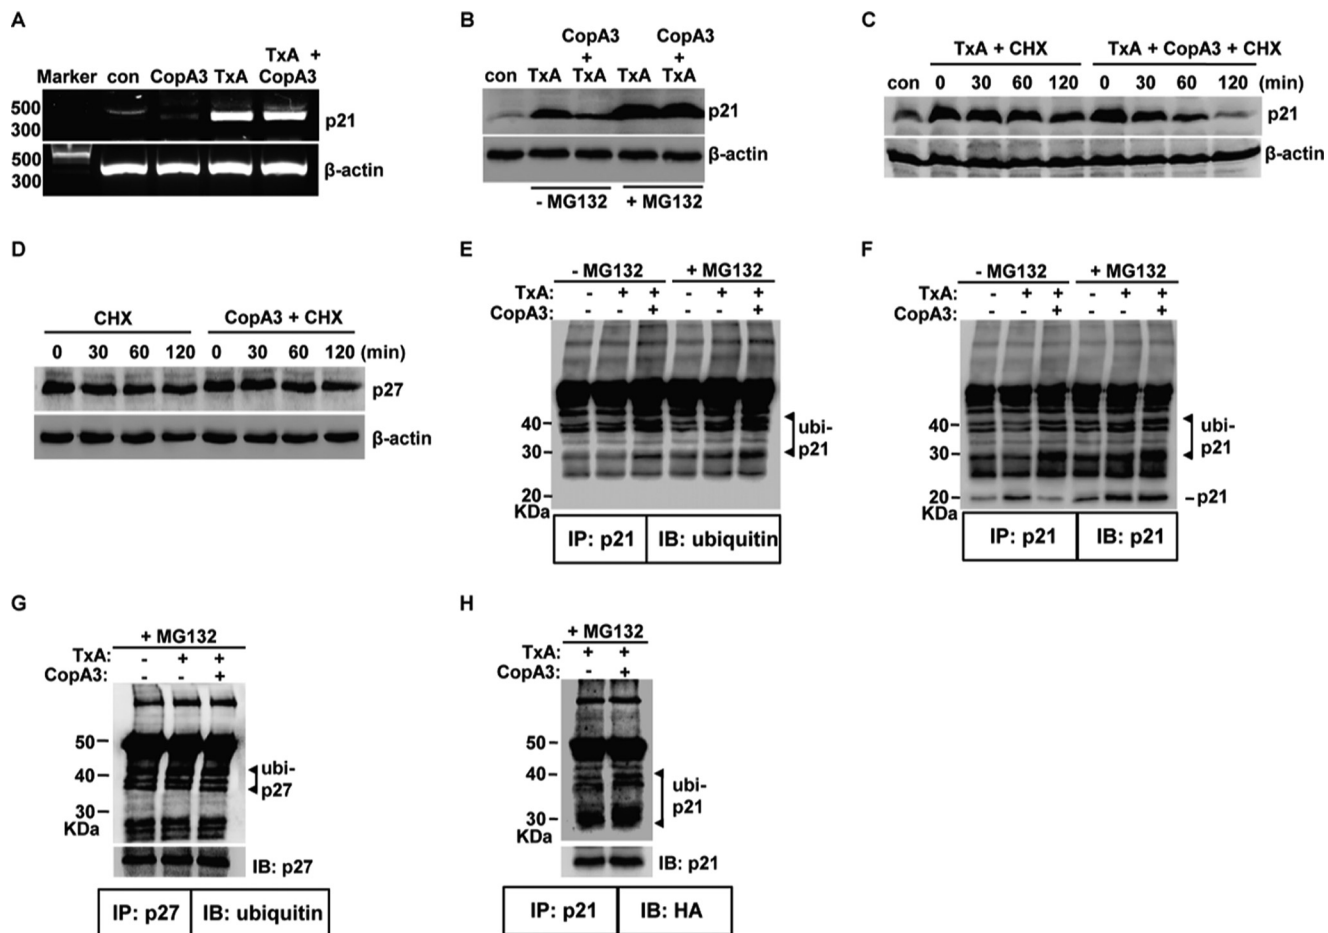 A
TxA +
Marker con CopA3 TxA CopA3
500
300
p21
500
300
β-actin
B
CopA3 CopA3
+ +
con TxA TxA TxA TxA
p21
β-actin
- MG132 + MG132
C
TxA + CHX TxA + CopA3 + CHX
con 0 30 60 120 0 30 60 120 (min)
p21
β-actin
D
CHX CopA3 + CHX
0 30 60 120 0 30 60 120 (min)
p27
β-actin
E
- MG132 + MG132
TxA: - + + - + +
CopA3: - - + - - +
40
30
20
KDa
ubi-
p21
IP: p21 IB: ubiquitin
F
- MG132 + MG132
TxA: - + + - + +
CopA3: - - + - - +
40
30
20
KDa
ubi-
p21
-p21
IP: p21 IB: p21
G
+ MG132
TxA: - + +
CopA3: - - +
50
40
30
KDa
ubi-
p27
IB: p27
IP: p27 IB: ubiquitin
H
+ MG132
TxA: + +
CopA3: - +
50
40
30
KDa
ubi-
p21
IB: p21
IP: p21 IB: HA